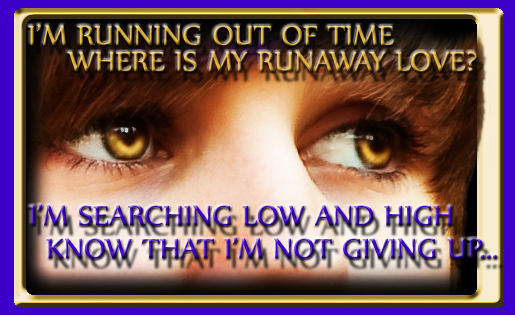 I'M RUNNING OUT OF TIME
WHERE IS MY RUNAWAY LOVE?
I'M SEARCHING LOW AND HIGH
KNOW THAT I'M NOT GIVING UP...